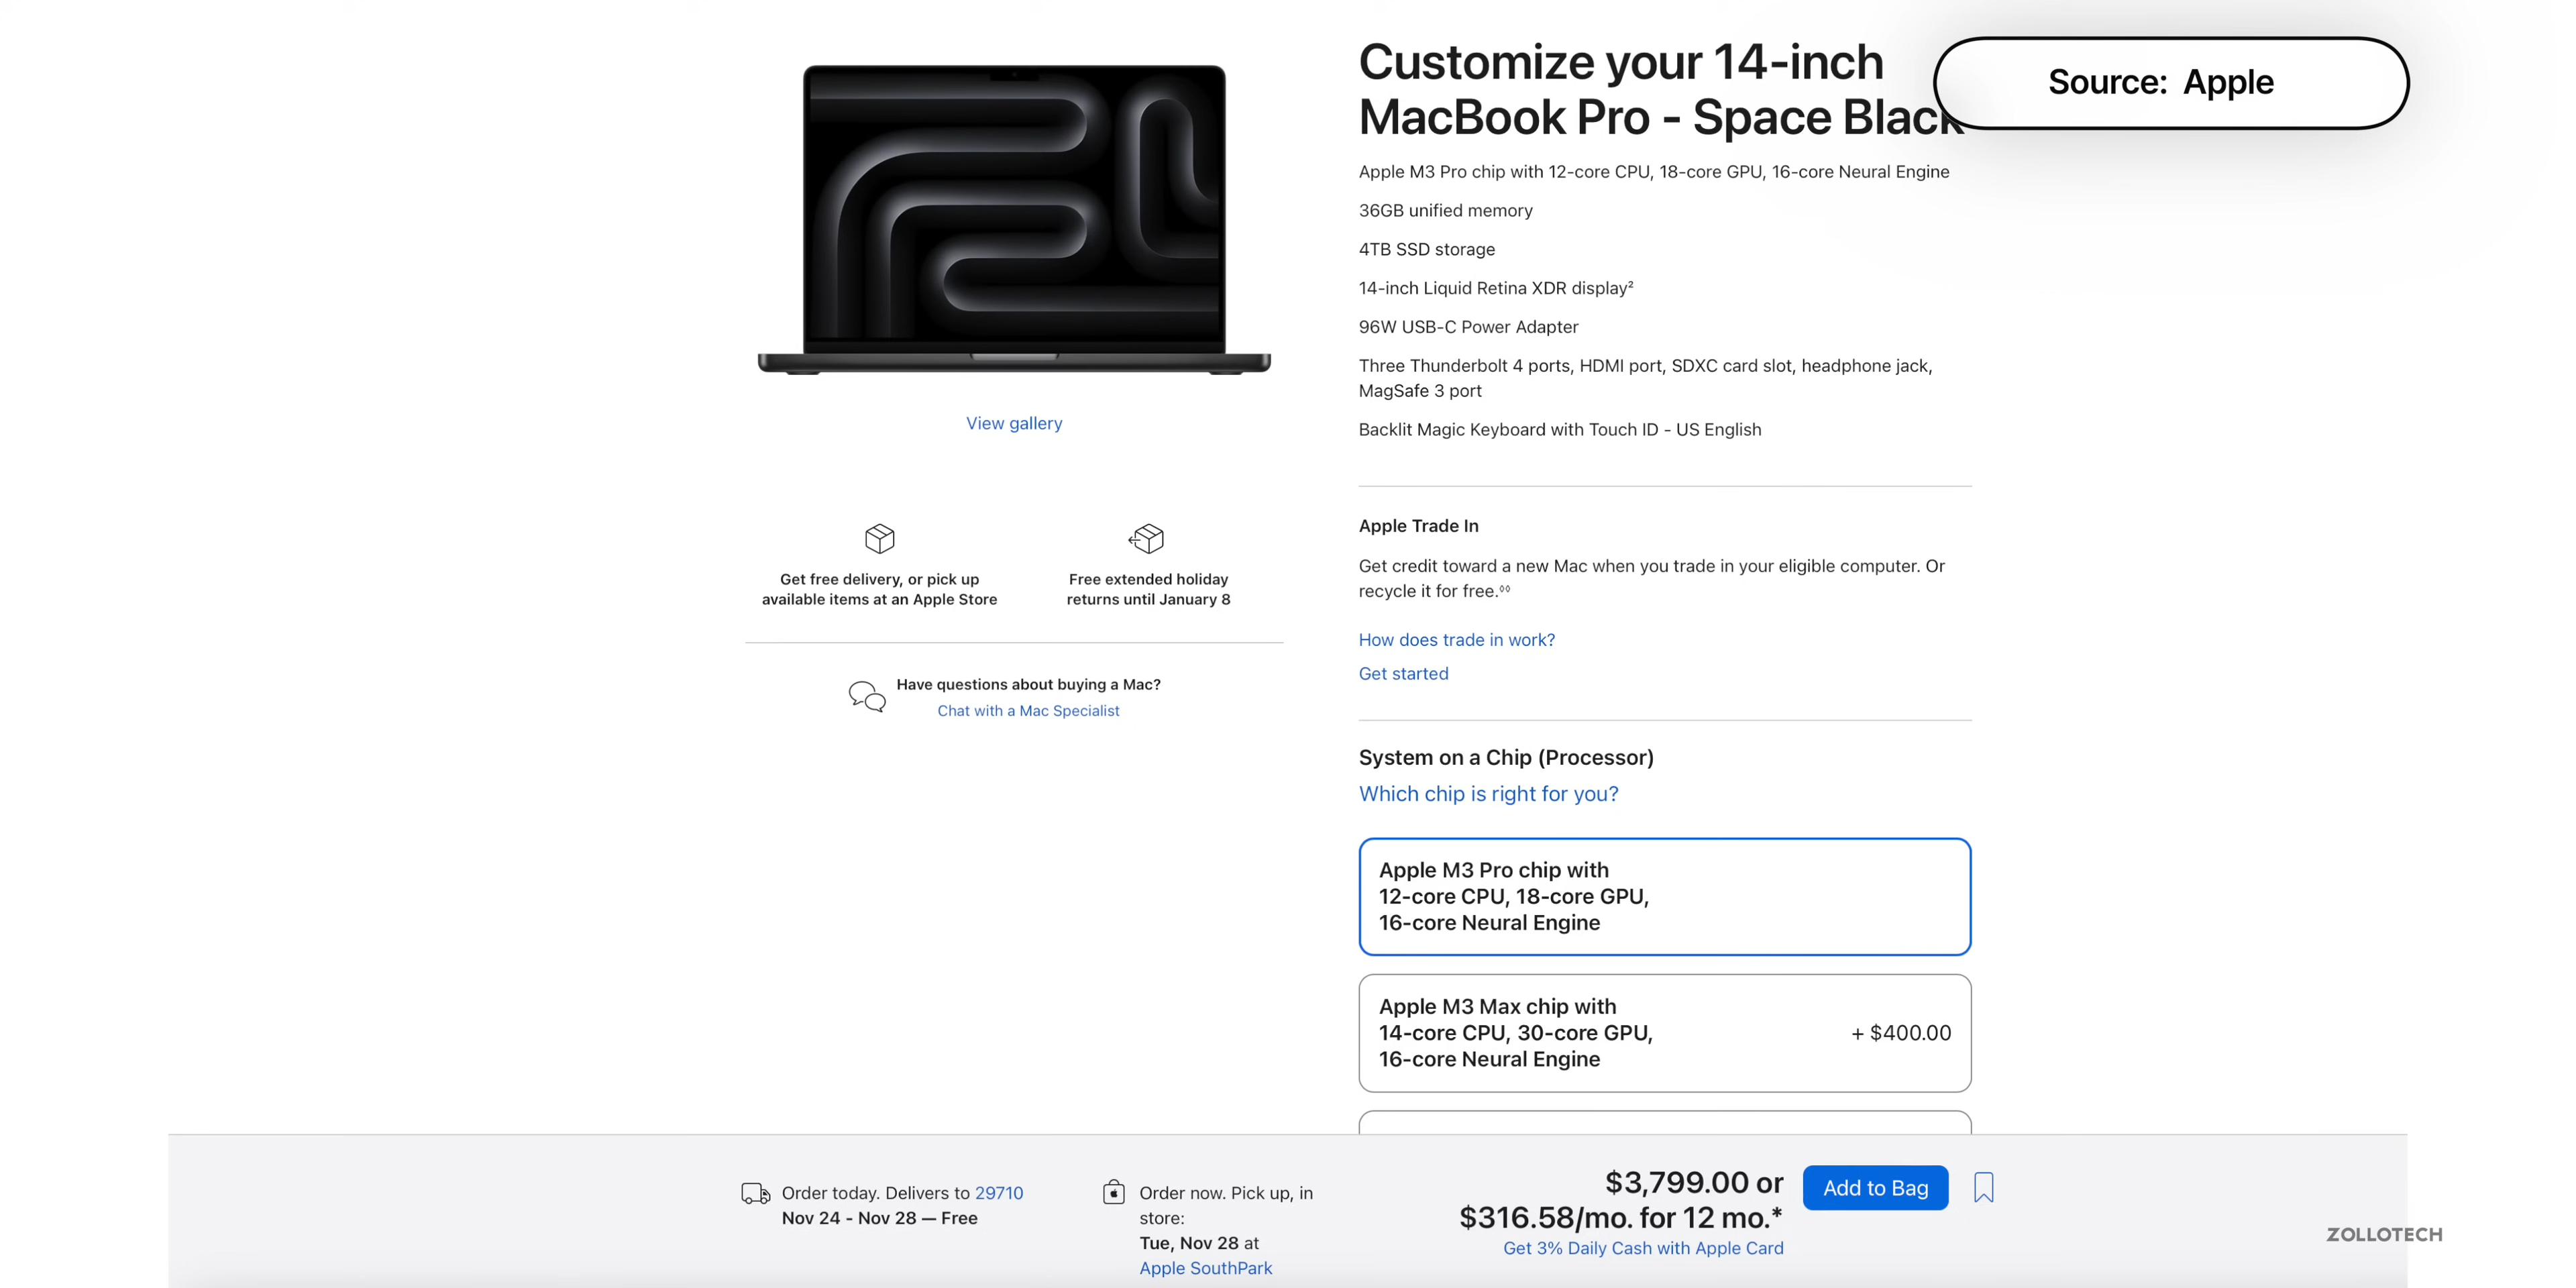 Customize your 14-inch
MacBook Pro - Space Black
Source: Apple
Apple M3 Pro chip with 12-core CPU, 18-core GPU, 16-core Neural Engine
36GB unified memory
4TB SSD storage
14-inch Liquid Retina XDR display²
96W USB-C Power Adapter
Three Thunderbolt 4 ports, HDMI port, SDXC card slot, headphone jack,
MagSafe 3 port
Backlit Magic Keyboard with Touch ID - US English
View gallery
Get free delivery, or pick up
available items at an Apple Store
Free extended holiday
returns until January 8
Have questions about buying a Mac?
Chat with a Mac Specialist
Apple Trade In
Get credit toward a new Mac when you trade in your eligible computer. Or
recycle it for free.◊◊
How does trade in work?
Get started
System on a Chip (Processor)
Which chip is right for you?
Apple M3 Pro chip with
12-core CPU, 18-core GPU,
16-core Neural Engine
Apple M3 Max chip with
14-core CPU, 30-core GPU,
16-core Neural Engine
+ $400.00
Order today. Delivers to 29710
Nov 24 - Nov 28 — Free
Order now. Pick up, in
store:
Tue, Nov 28 at
Apple SouthPark
$3,799.00 or
$316.58/mo. for 12 mo.*
Get 3% Daily Cash with Apple Card
Add to Bag
ZOLLOTECH